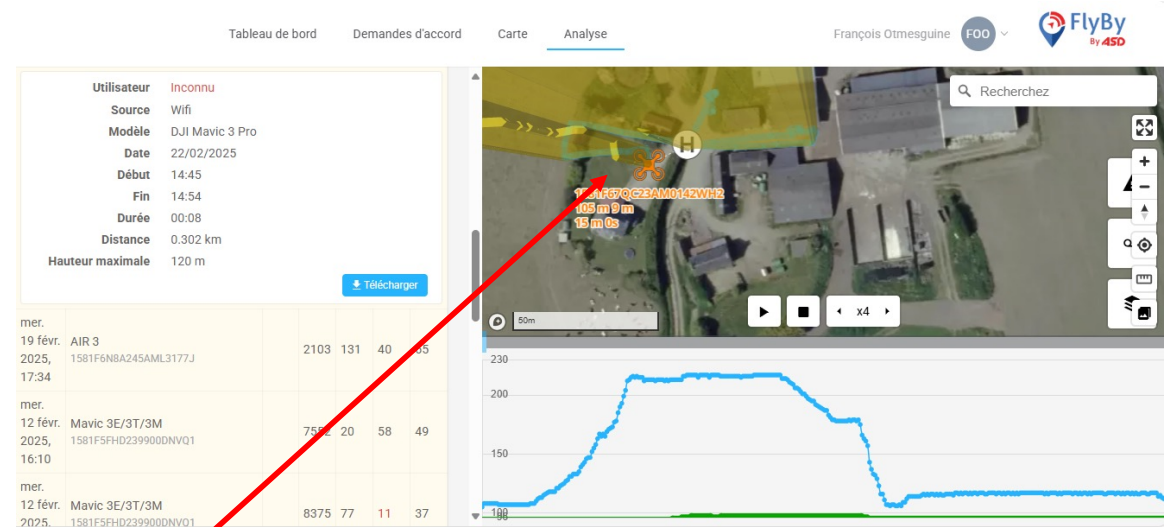 Tableau de bord
Demandes d'accord
Carte
Analyse
François Otmesguine
FOO
FlyBy
By 4SD
Utilisateur Inconnu
Source Wifi
Modèle DJI Mavic 3 Pro
Date 22/02/2025
Début 14:45
Fin 14:54
Durée 00:08
Distance 0.302 km
Hauteur maximale 120 m
Télécharger
mer.
19 févr.
2025,
17:34
AIR 3
1581F6N8A245AML3177J
2103 131 40
mer.
12 févr.
2025,
16:10
Mavic 3E/3T/3M
1581F5FHD239900DNVQ1
20 58 49
mer.
12 févr.
2025,
Mavic 3E/3T/3M
1581F5FHD239900DNVQ1
8375 77 11 37
Recherchez
H
105 m 9 m
15 m 0s
50m
x4
230
200
150